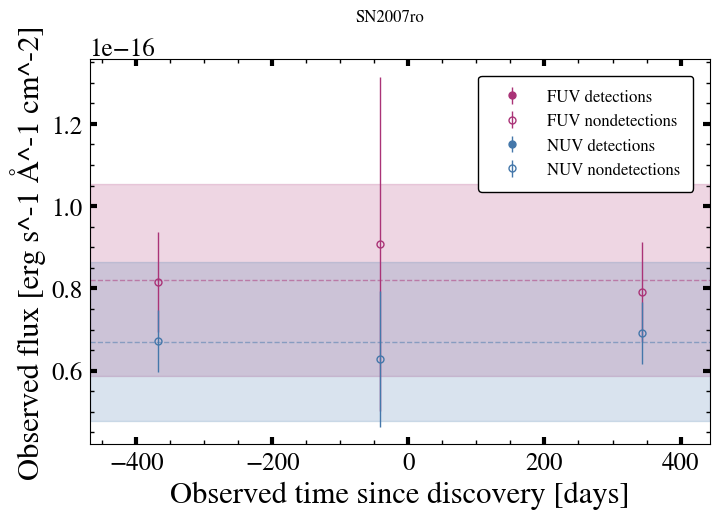 SN2007ro
1e−16
Observed flux [erg s^-1 Å^-1 cm^-2]
1.2
1.0
0.8
0.6
FUV detections
FUV nondetections
NUV detections
NUV nondetections
−400 −200 0 200 400
Observed time since discovery [days]